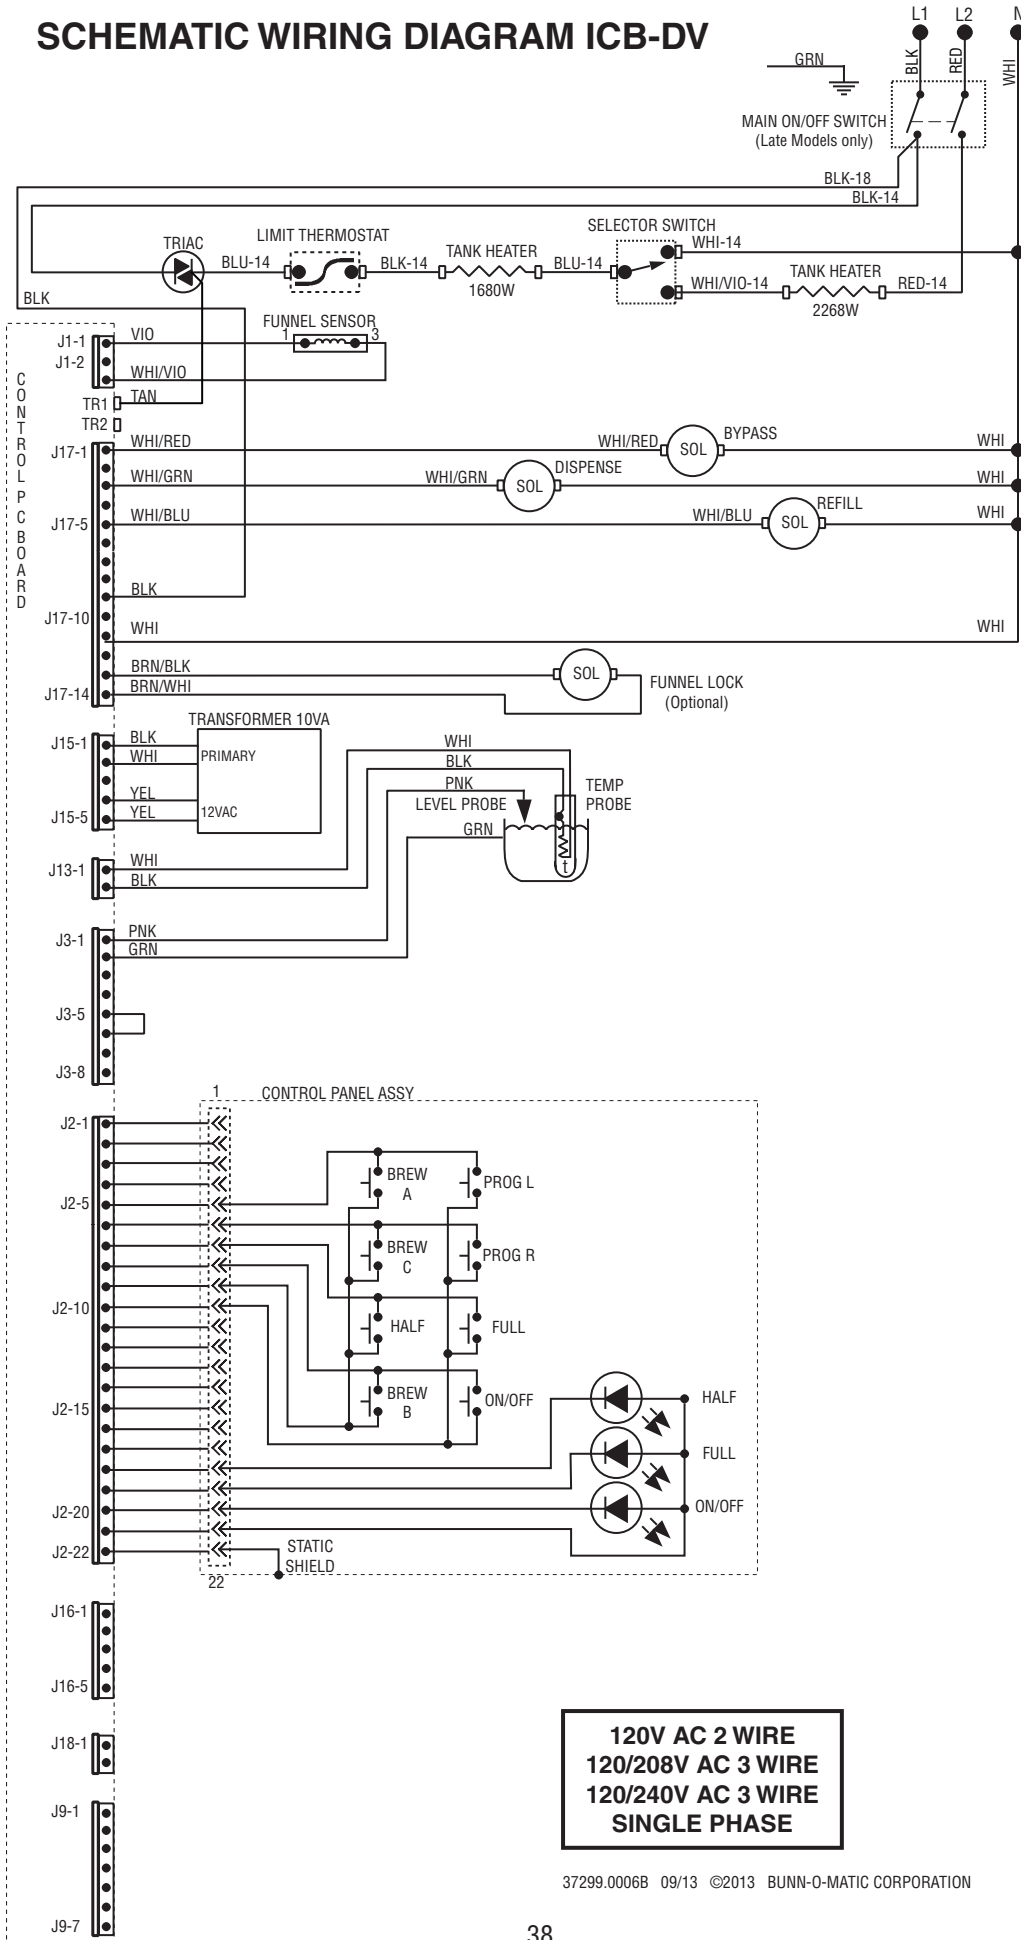 SCHEMATIC WIRING DIAGRAM ICB-DV
L1 L2 N
GRN
BLK
RED
WHI
MAIN ON/OFF SWITCH
(Late Models only)
BLK-18
BLK-14
TRIAC
LIMIT THERMOSTAT
SELECTOR SWITCH
BLU-14
BLK-14
TANK HEATER
1680W
BLU-14
WHI-14
WHI/VIO-14
TANK HEATER
2268W
RED-14
BLK
CONTROL PC BOARD
J1-1
VIO
FUNNEL SENSOR
1
3
J1-2
WHI/VIO
TR1
TAN
TR2
J17-1
WHI/RED
WHI/RED
SOL
BYPASS
WHI
WHI/GRN
WHI/GRN
SOL
DISPENSE
WHI
J17-5
WHI/BLU
WHI/BLU
SOL
REFILL
WHI
BLK
J17-10
WHI
WHI
BRN/BLK
SOL
FUNNEL LOCK
(Optional)
J17-14
BRN/WHI
TRANSFORMER 10VA
J15-1
BLK
WHI
PRIMARY
YEL
J15-5
YEL
12VAC
WHI
BLK
PNK
LEVEL PROBE
GRN
TEMP
PROBE
t
J13-1
WHI
BLK
J3-1
PNK
GRN
J3-5
J3-8
1
CONTROL PANEL ASSY
J2-1
J2-5
BREW
A
PROG L
BREW
C
PROG R
J2-10
HALF
FULL
BREW
B
ON/OFF
J2-15
HALF
FULL
J2-20
ON/OFF
J2-22
STATIC
SHIELD
22
J16-1
J16-5
J18-1
J9-1
J9-7
120V AC 2 WIRE
120/208V AC 3 WIRE
120/240V AC 3 WIRE
SINGLE PHASE
37299.0006B 09/13 ©2013 BUNN-O-MATIC CORPORATION
38